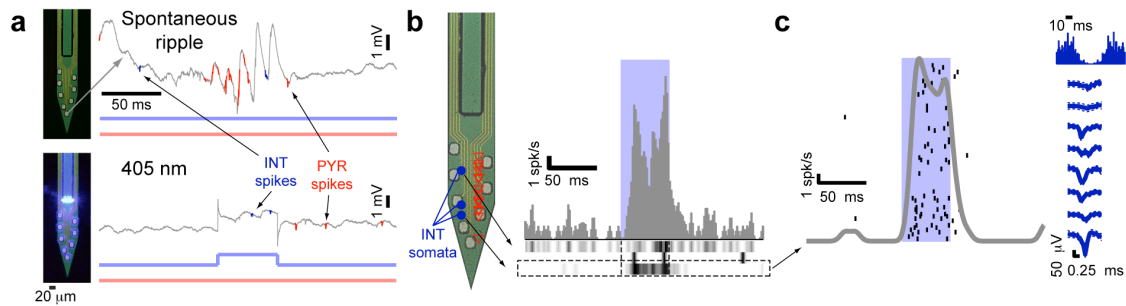 a
Spontaneous
ripple
1 mV
50 ms
405 nm
INT
spikes
PYR
spikes
1 mV
20 μm
b
INT
somata
1 spk/s
50 ms
c
1 spk/s
50 ms
10 ms
50 μV
0.25 ms